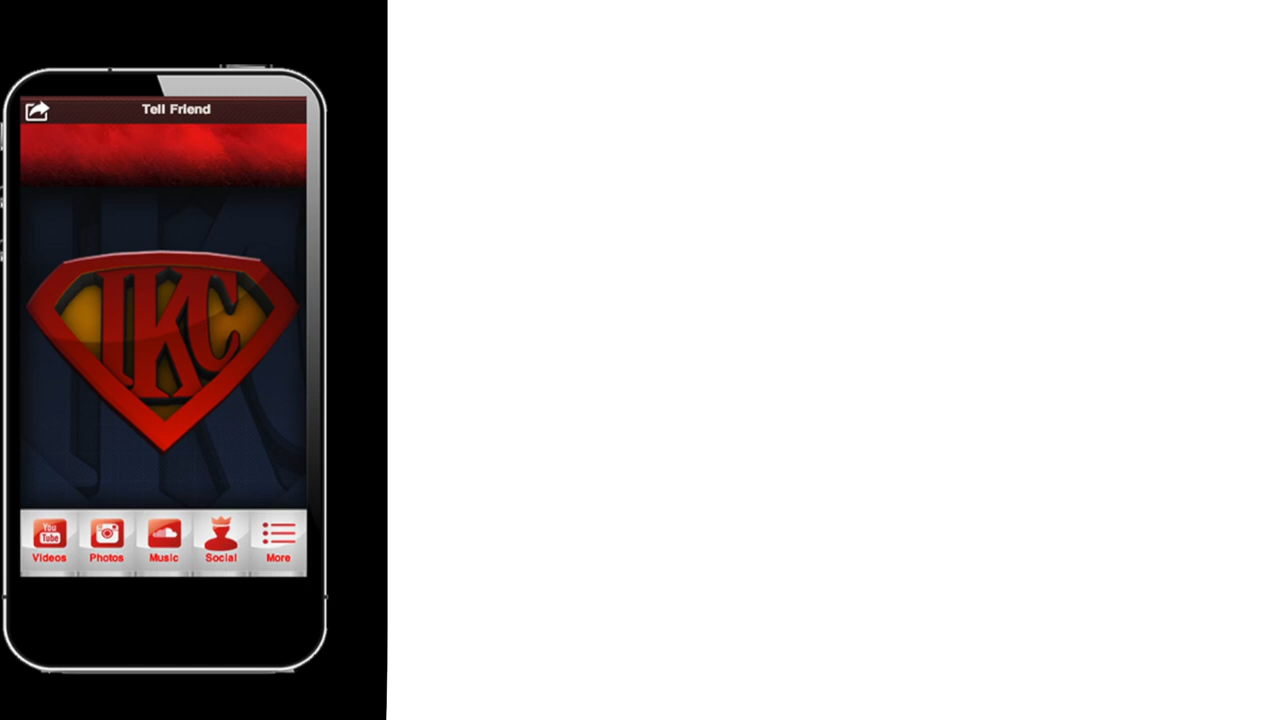 Tell Friend
IKC
You
Tube
Videos
Photos
Music
Social
More